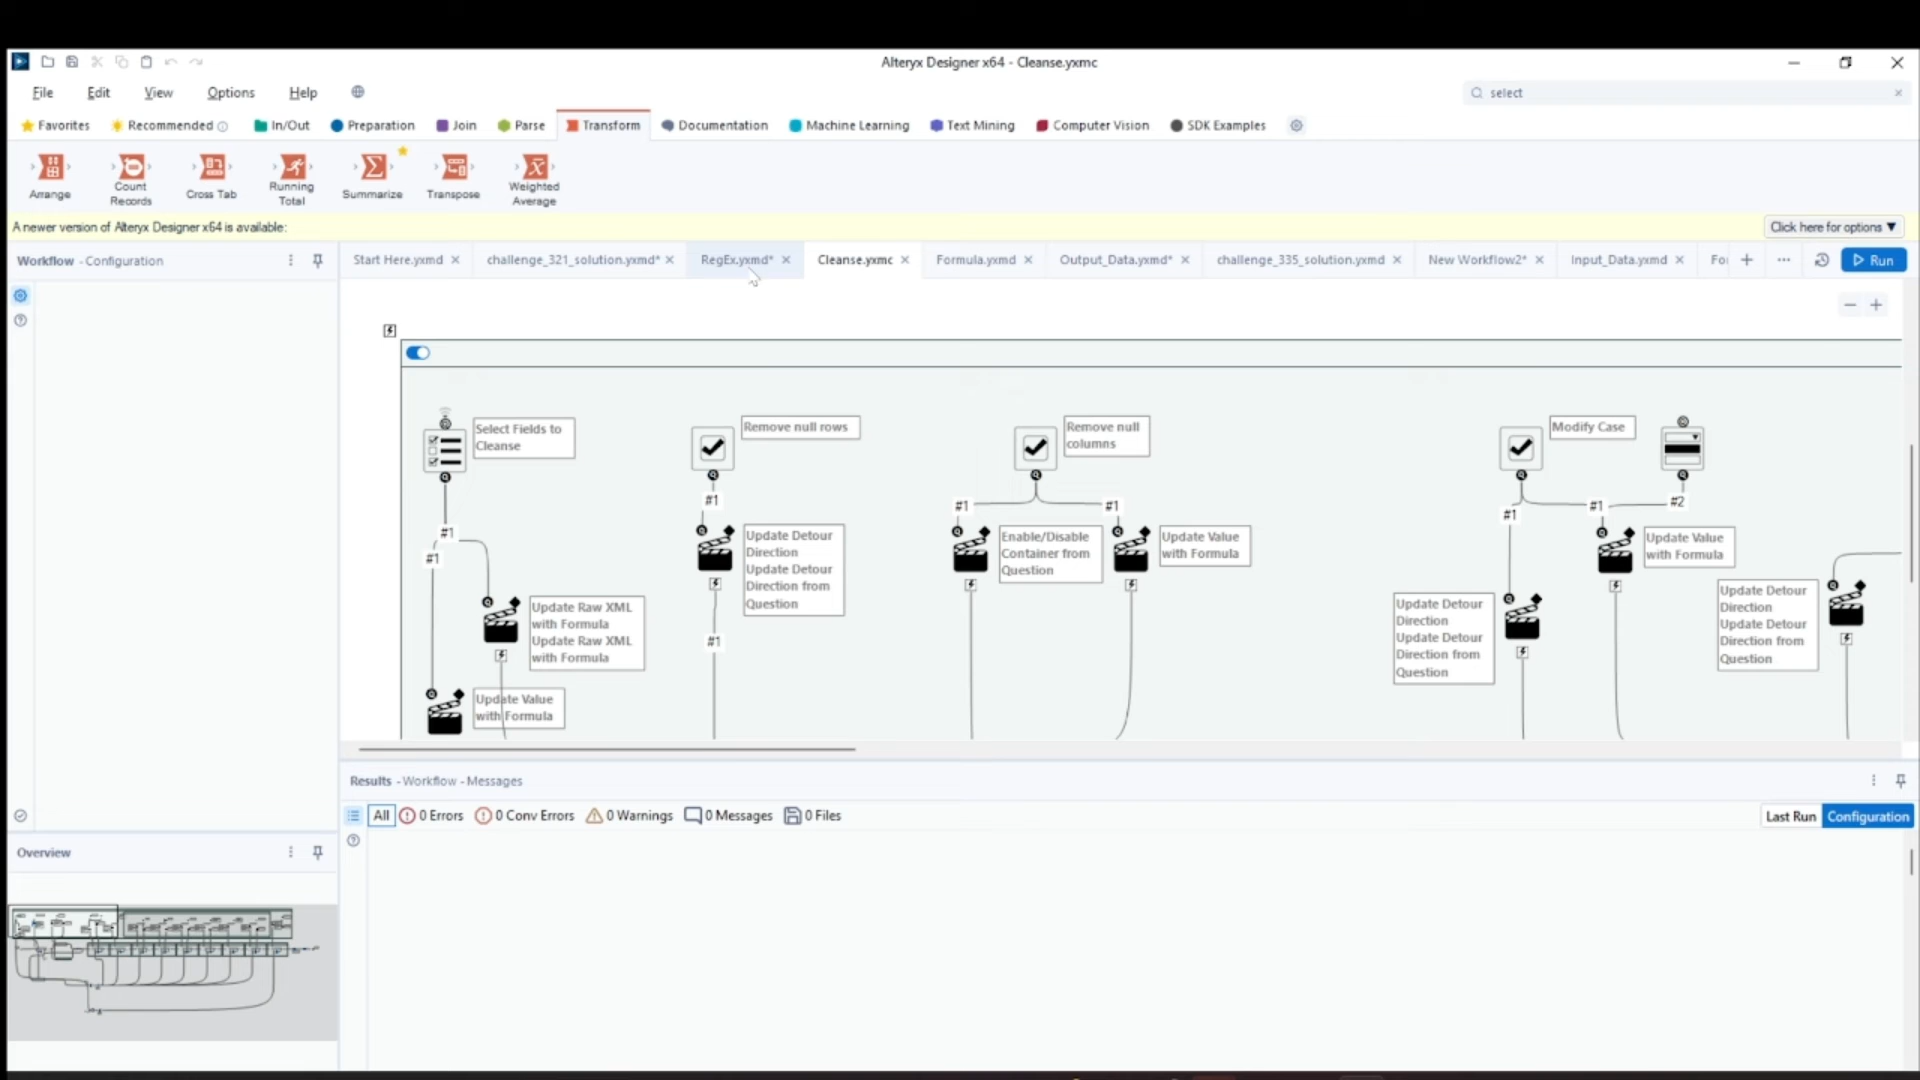 Alteryx Designer x64 - Cleanse.yxmc
File Edit View Options Help
select
Favorites Recommended In/Out Preparation Join Parse Transform Documentation Machine Learning Text Mining Computer Vision SDK Examples
Arrange
Count
Records
Cross Tab
Running
Total
Summarize
Transpose
Weighted
Average
A newer version of Alteryx Designer x64 is available:
Click here for options ▼
Workflow - Configuration
Start Here.yxmd challenge_321_solution.yxmd* RegEx.yxmd* Cleanse.yxmc Formula.yxmd Output_Data.yxmd* challenge_335_solution.yxmd New Workflow2* Input_Data.yxmd Fo
Run
Select Fields to
Cleanse
Remove null rows
Remove null
columns
Modify Case
#1
#1
#1
#1
#1
#1
#1
#2
#1
#1
Update Detour
Direction
Update Detour
Direction from
Question
Enable/Disable
Container from
Question
Update Value
with Formula
Update Value
with Formula
Update Raw XML
with Formula
Update Raw XML
with Formula
Update Detour
Direction
Update Detour
Direction from
Question
Update Detour
Direction
Update Detour
Direction from
Question
Update Value
with Formula
Results - Workflow - Messages
All 0 Errors 0 Conv Errors 0 Warnings 0 Messages 0 Files
Last Run Configuration
Overview